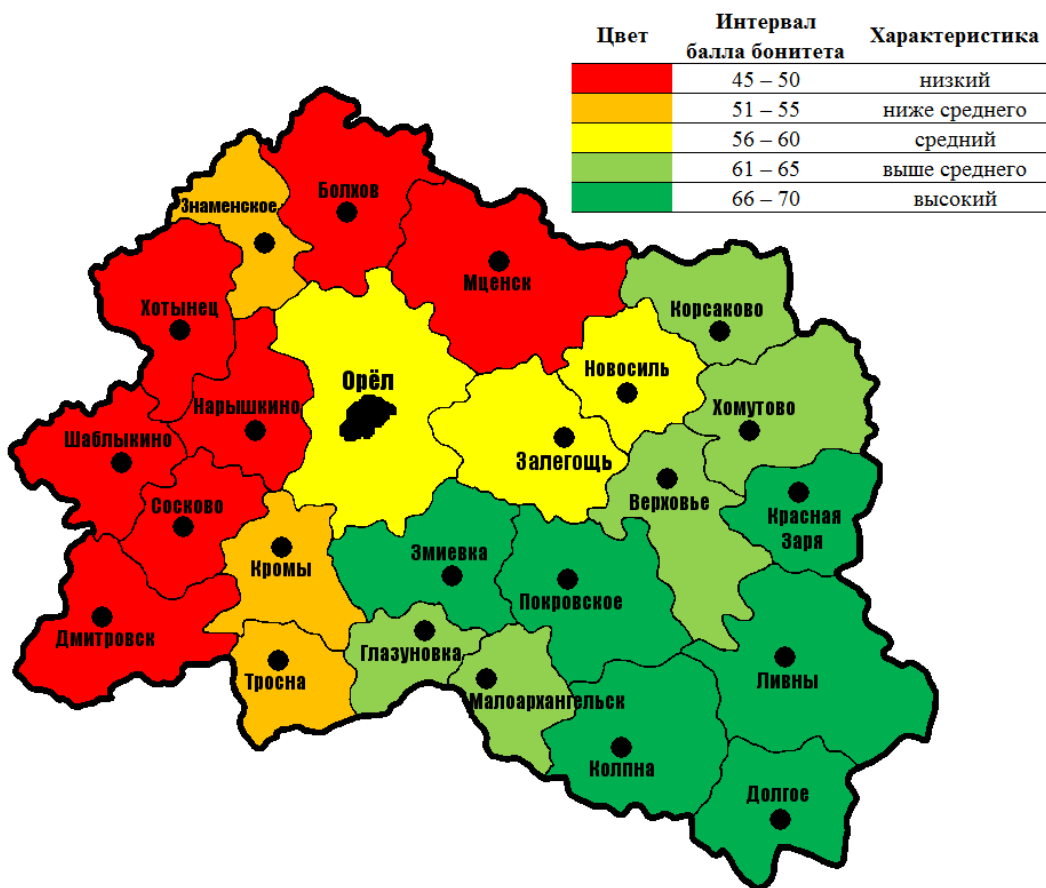 Цвет Интервал балла бонитета Характеристика
45 – 50 низкий
51 – 55 ниже среднего
56 – 60 средний
61 – 65 выше среднего
66 – 70 высокий
Болхов
Знаменское
Мценск
Хотынец
Корсаково
Новосиль
Орёл
Нарышкино
Хомутово
Шаблыкино
Залегощь
Сосково
Верховье
Красная
Заря
Змиевка
Кромы
Покровское
Дмитровск
Глазуновка
Тросна
Ливны
Малоархангельск
Колпна
Долгое